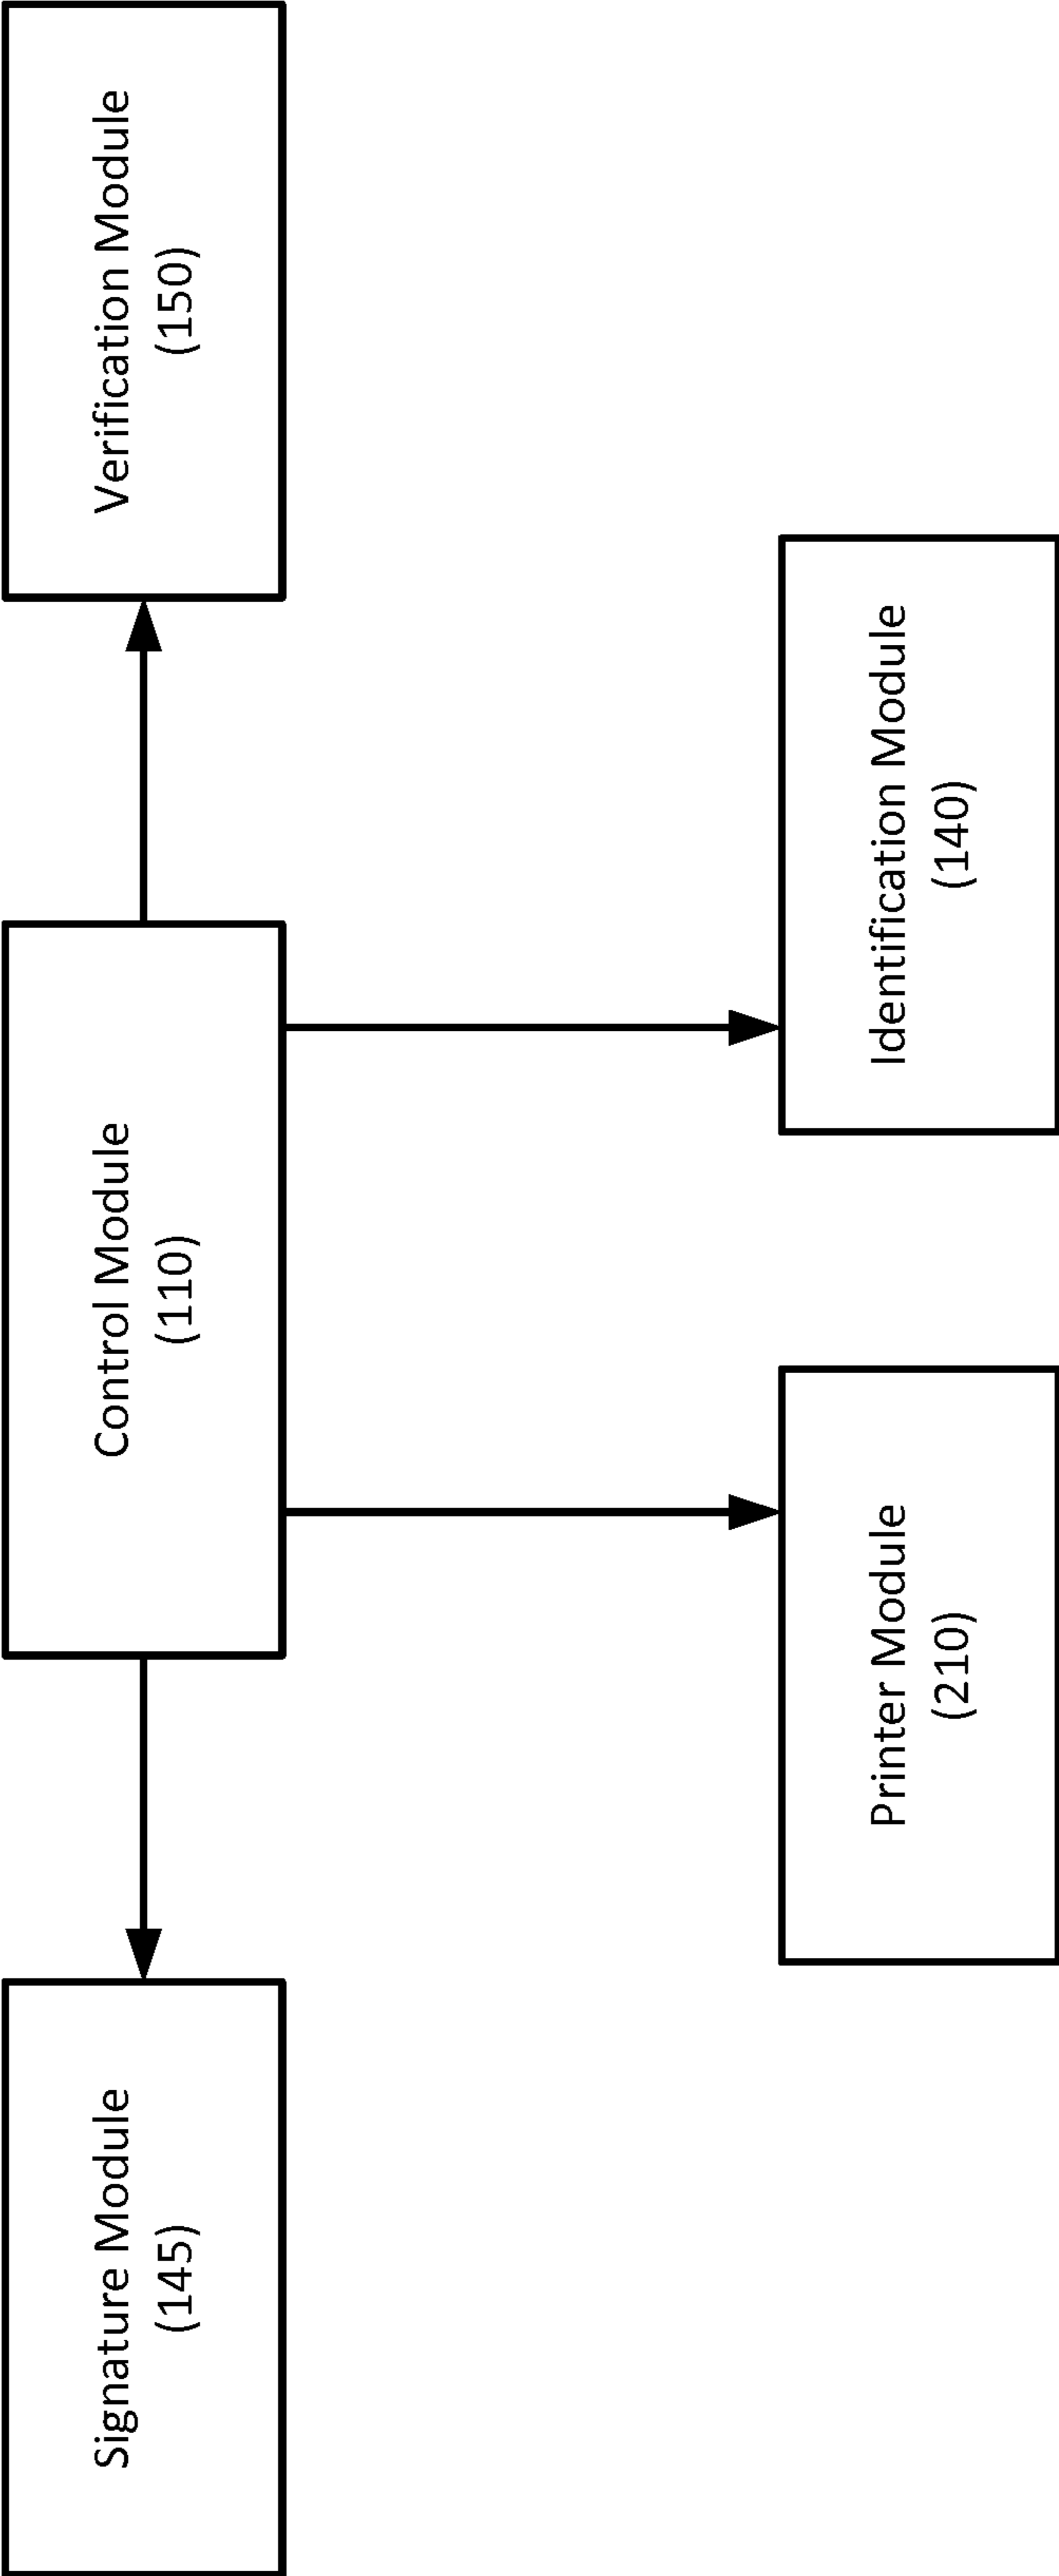 Signature Module
(145)
Control Module
(110)
Verification Module
(150)
Printer Module
(210)
Identification Module
(140)